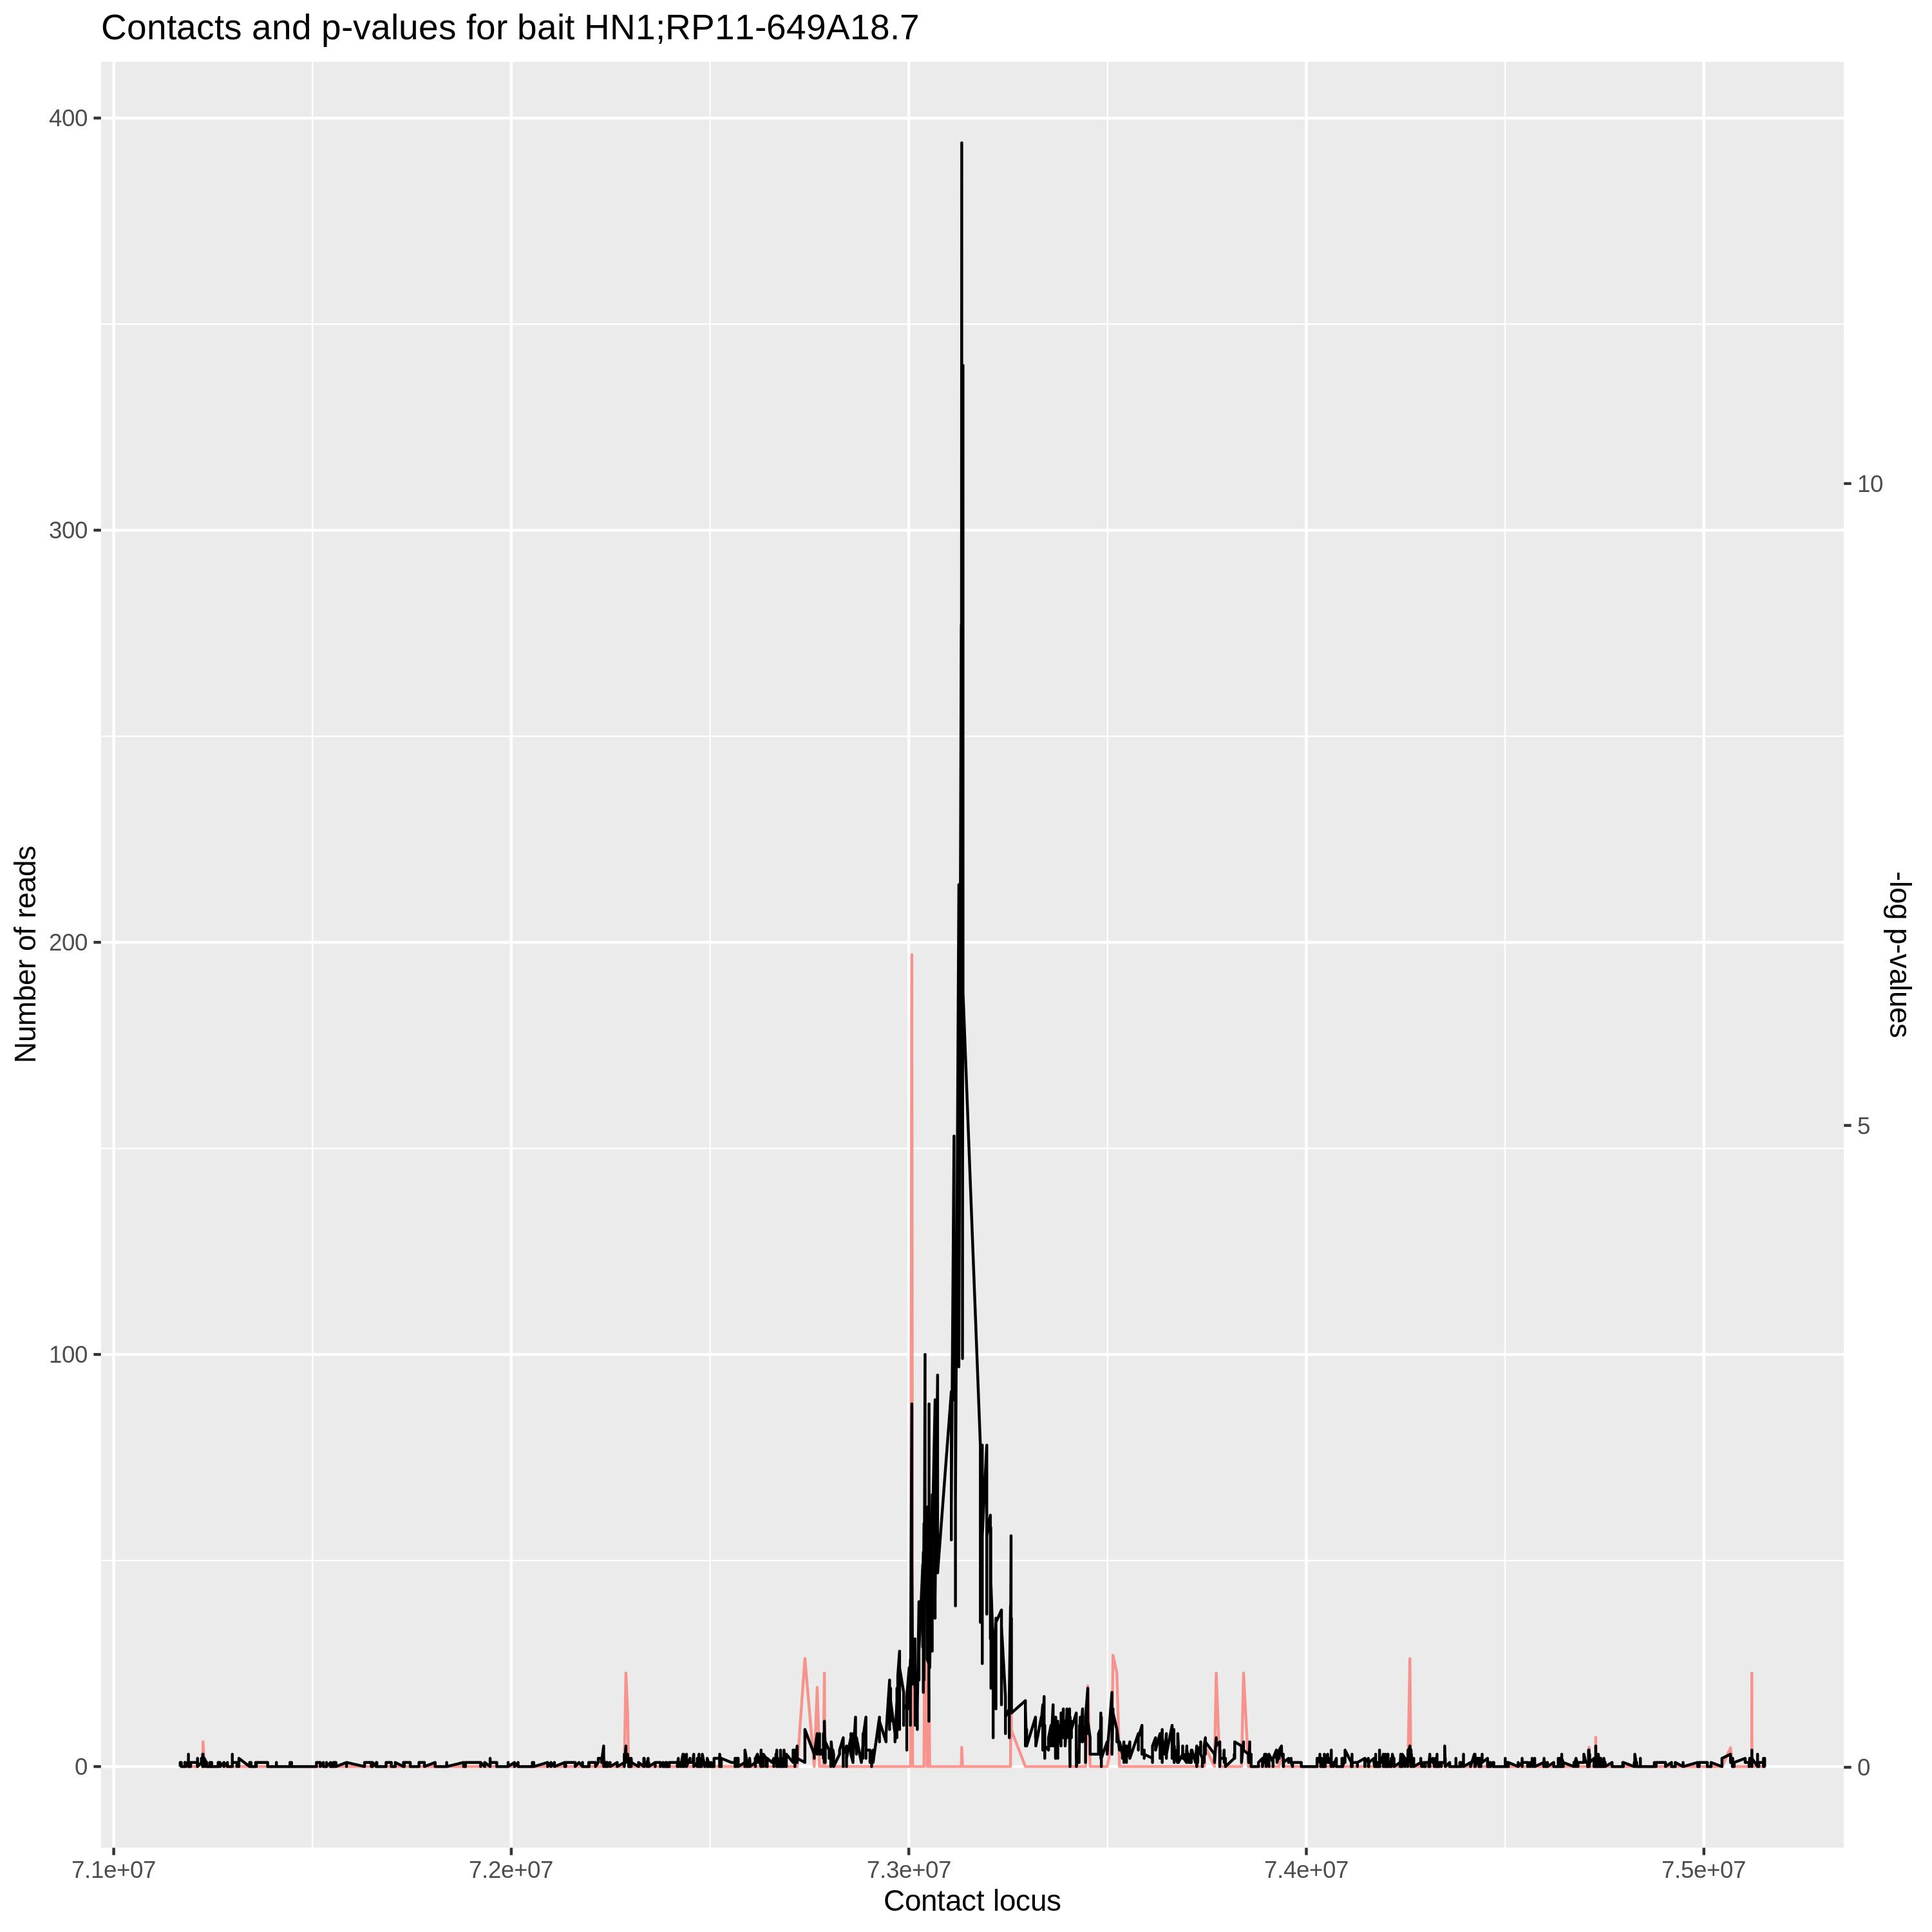 Contacts and p-values for bait HN1;RP11-649A18.7
400
300
200
100
0
Number of reads
10
5
0
-log p-values
7.1e+07 7.2e+07 7.3e+07 7.4e+07 7.5e+07
Contact locus